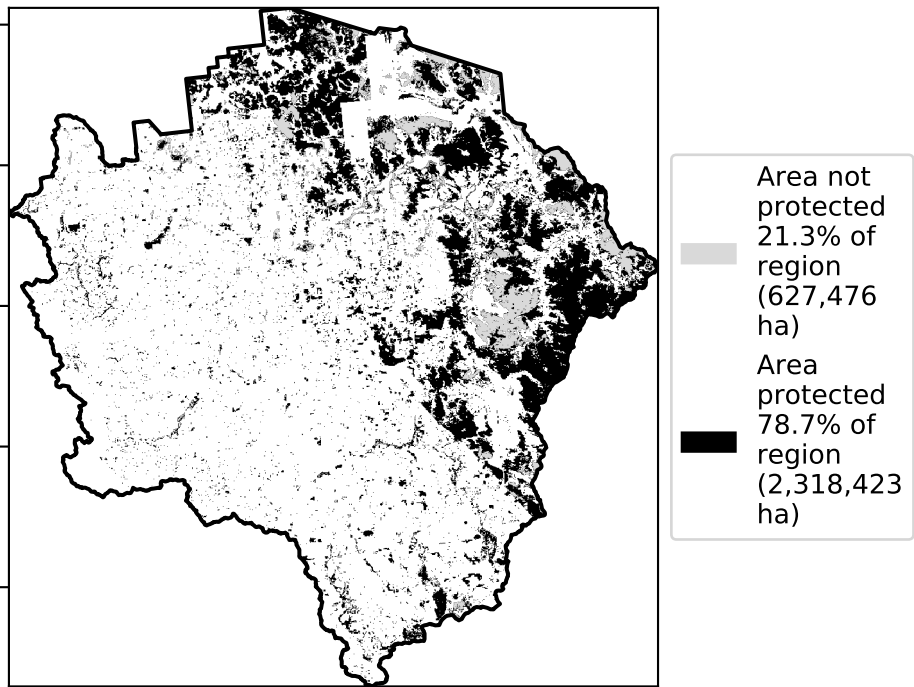 Area not
protected
21.3% of
region
(627,476
ha)
Area
protected
78.7% of
region
(2,318,423
ha)